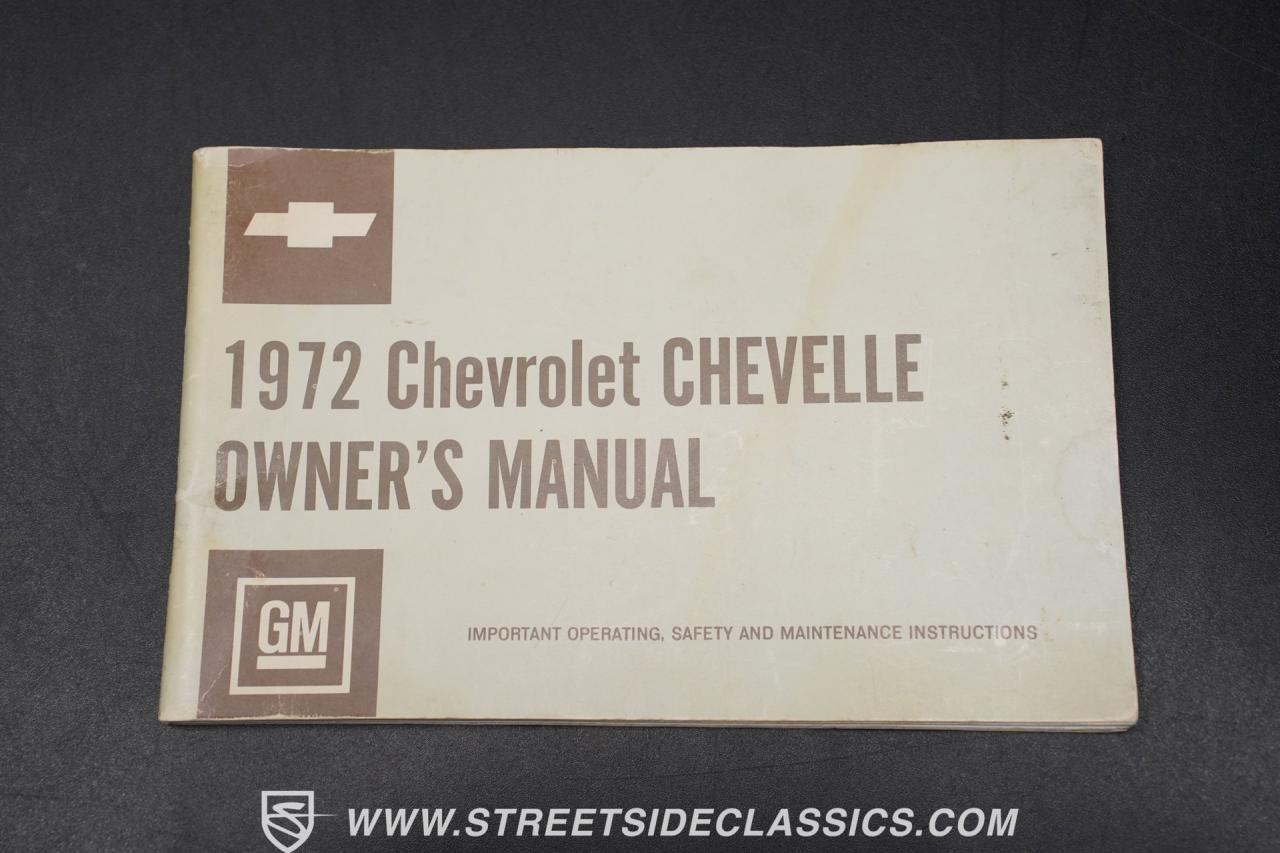 1972 Chevrolet CHEVELLE
OWNER'S MANUAL
GM
IMPORTANT OPERATING, SAFETY AND MAINTENANCE INSTRUCTIONS
WWW.STREETSIDECLASSICS.COM